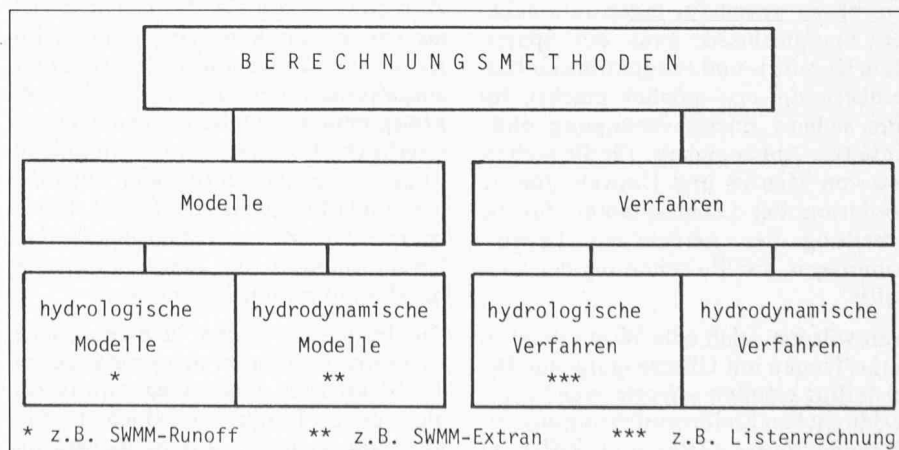 BERECHNUNGSMETHODEN
Modelle
Verfahren
hydrologische
Modelle
*
hydrodynamische
Modelle
**
hydrologische
Verfahren
***
hydrodynamische
Verfahren
* z.B. SWMM-Runoff ** z.B. SWMM-Extran *** z.B. Listenrechnung